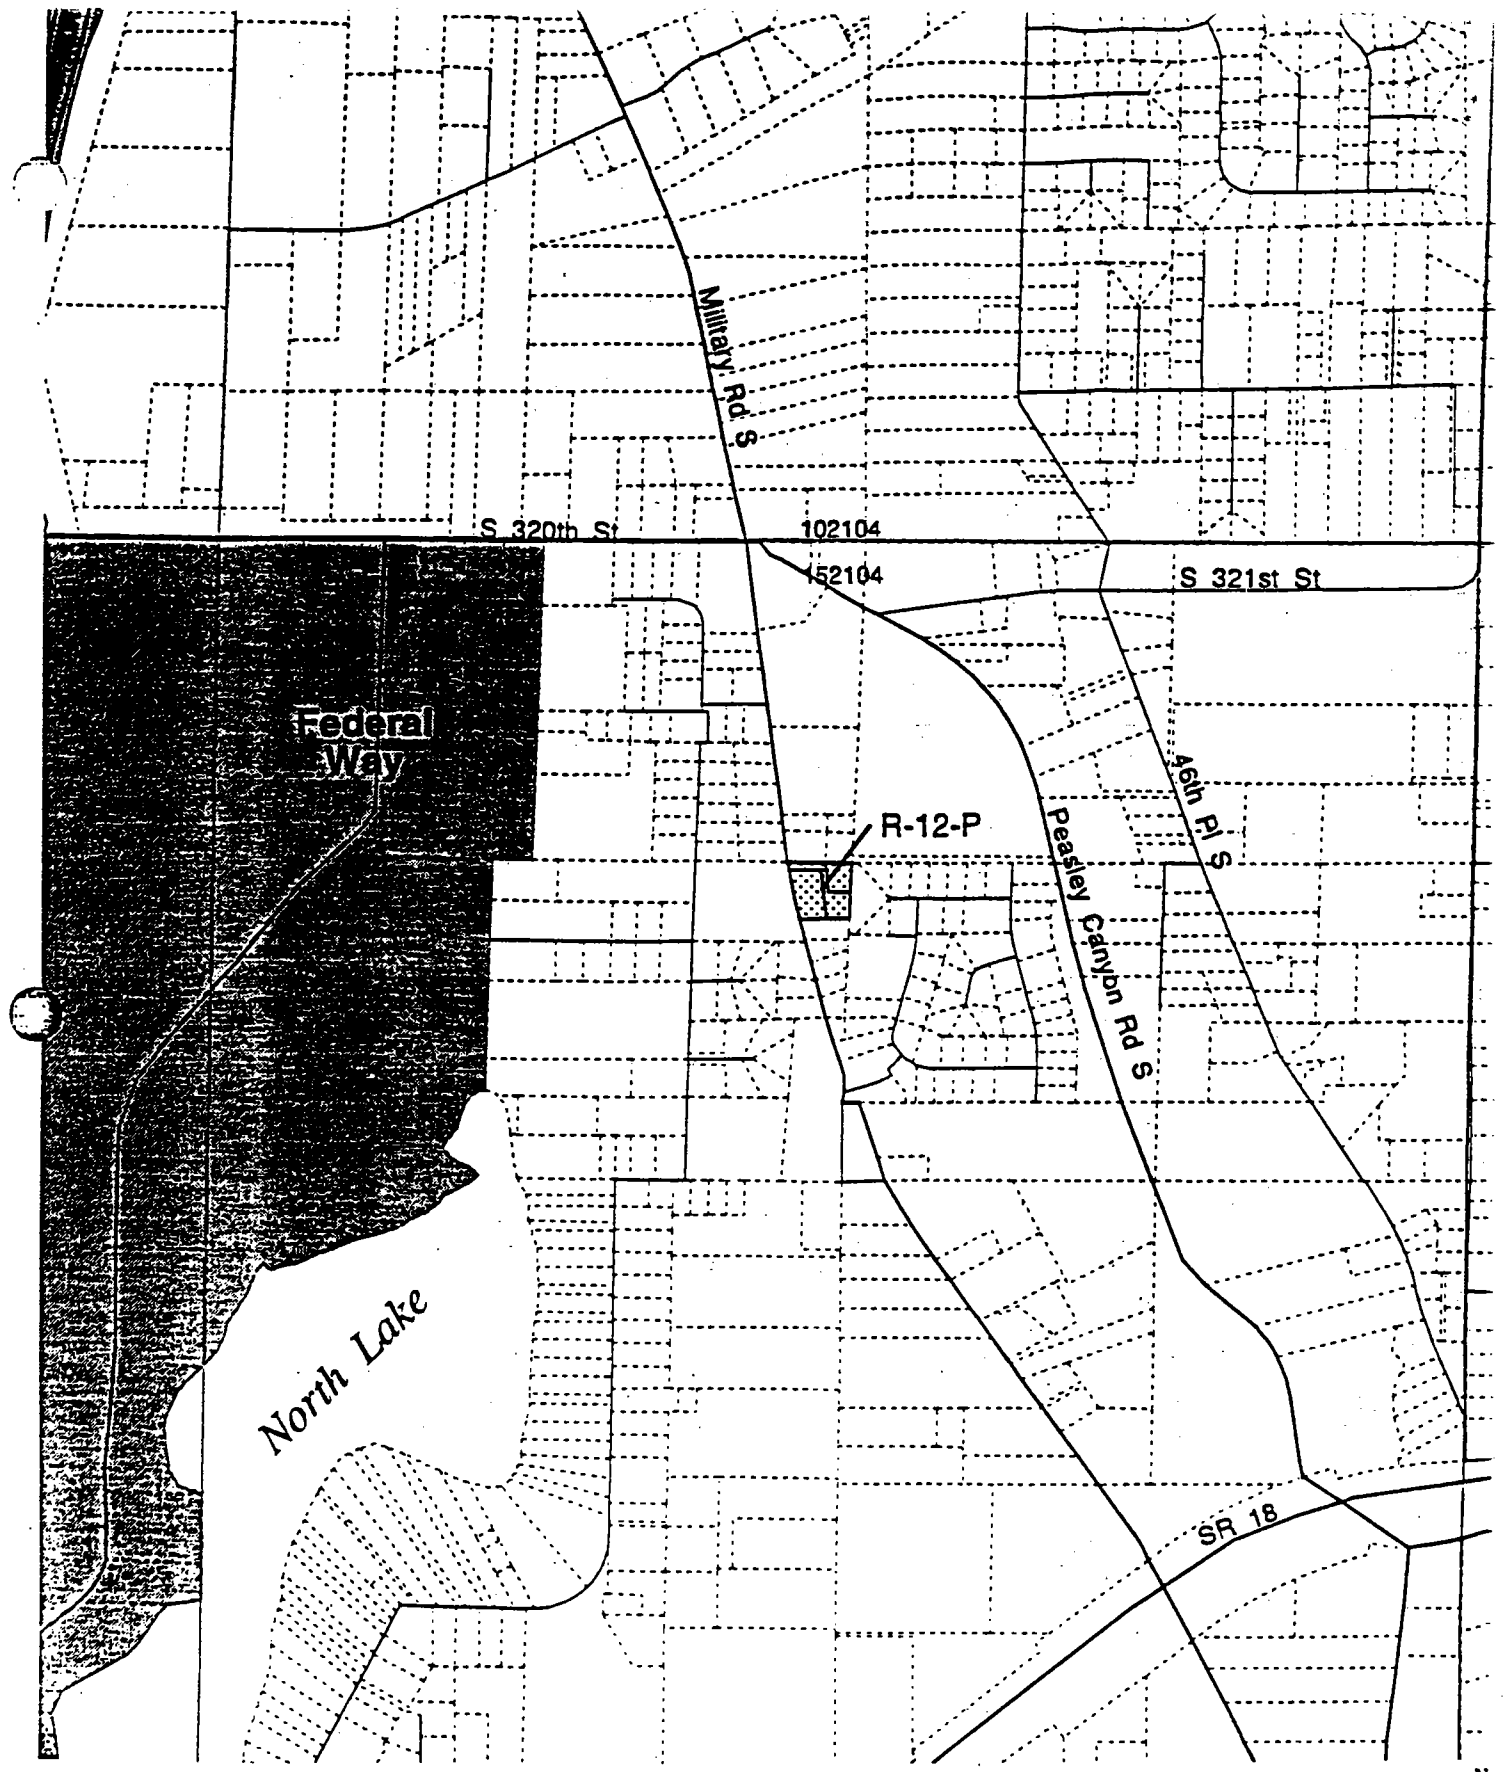 Military Rd S
S 320th St
102104
152104
S 321st St
Federal
Way
46th Pl S
R-12-P
Peasley Canyon Rd S
North Lake
SR 18